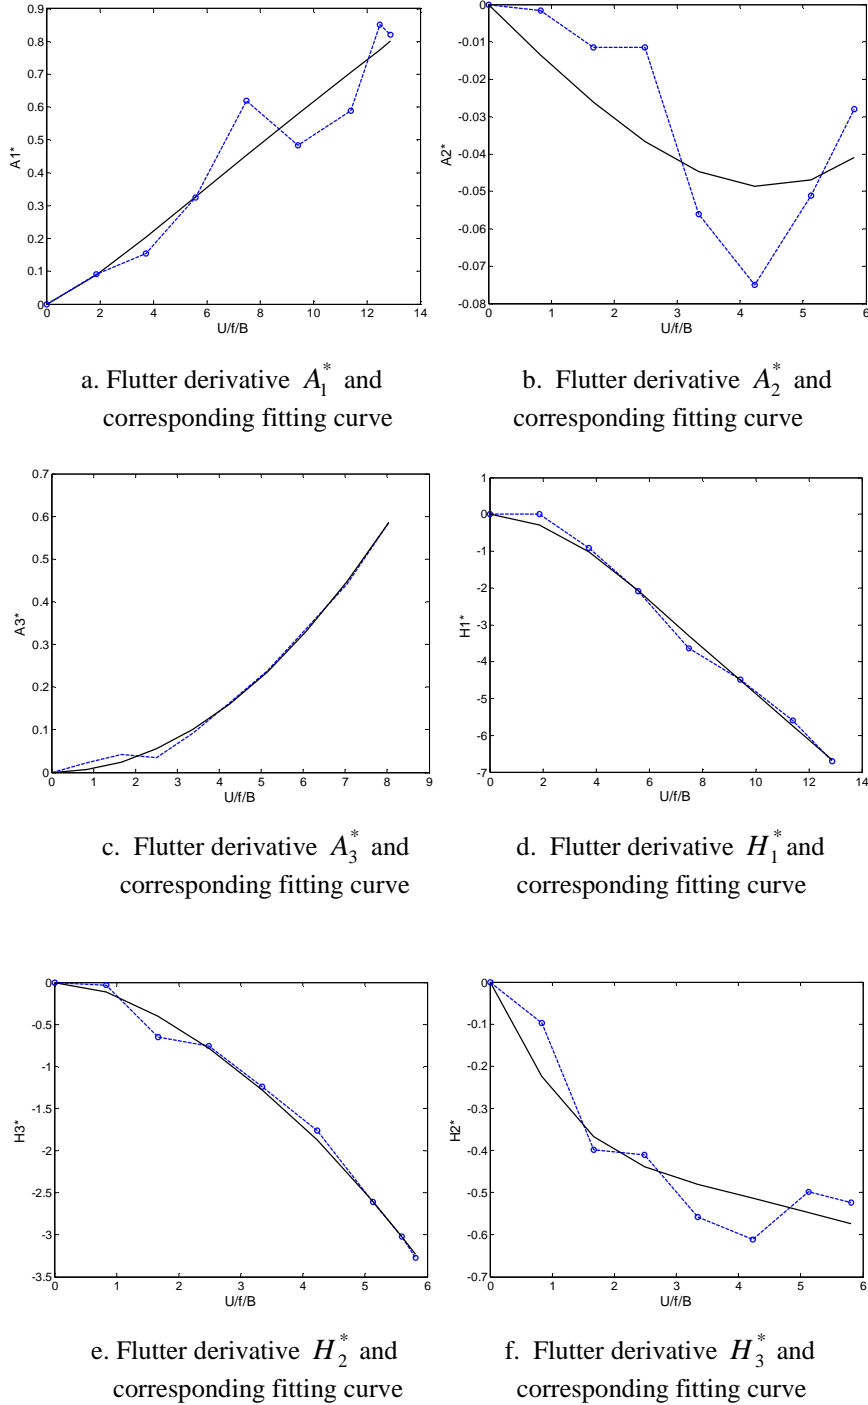 0.9
0.8
0.7
0.6
0.5
0.4
0.3
0.2
0.1
0
A1*
0 2 4 6 8 10 12 14
U/f/B
0
-0.01
-0.02
-0.03
-0.04
-0.05
-0.06
-0.07
-0.08
A2*
0 1 2 3 4 5 6
U/f/B
a. Flutter derivative A₁* and
corresponding fitting curve
b. Flutter derivative A₂* and
corresponding fitting curve
0.7
0.6
0.5
0.4
0.3
0.2
0.1
0
A3*
0 1 2 3 4 5 6 7 8 9
U/f/B
1
0
-1
-2
-3
-4
-5
-6
-7
H1*
0 2 4 6 8 10 12 14
U/f/B
c. Flutter derivative A₃* and
corresponding fitting curve
d. Flutter derivative H₁* and
corresponding fitting curve
0
-0.5
-1
-1.5
-2
-2.5
-3
-3.5
H3*
0 1 2 3 4 5 6
U/f/B
0
-0.1
-0.2
-0.3
-0.4
-0.5
-0.6
-0.7
H2*
0 1 2 3 4 5 6
U/f/B
e. Flutter derivative H₂* and
corresponding fitting curve
f. Flutter derivative H₃* and
corresponding fitting curve